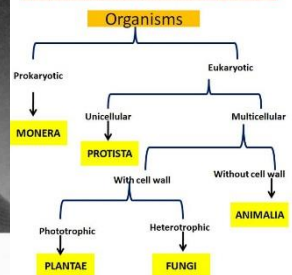 Organisms
Prokaryotic
Eukaryotic
MONERA
Unicellular
Multicellular
PROTISTA
With cell wall
Without cell wall
ANIMALIA
Phototrophic
Heterotrophic
PLANTAE
FUNGI